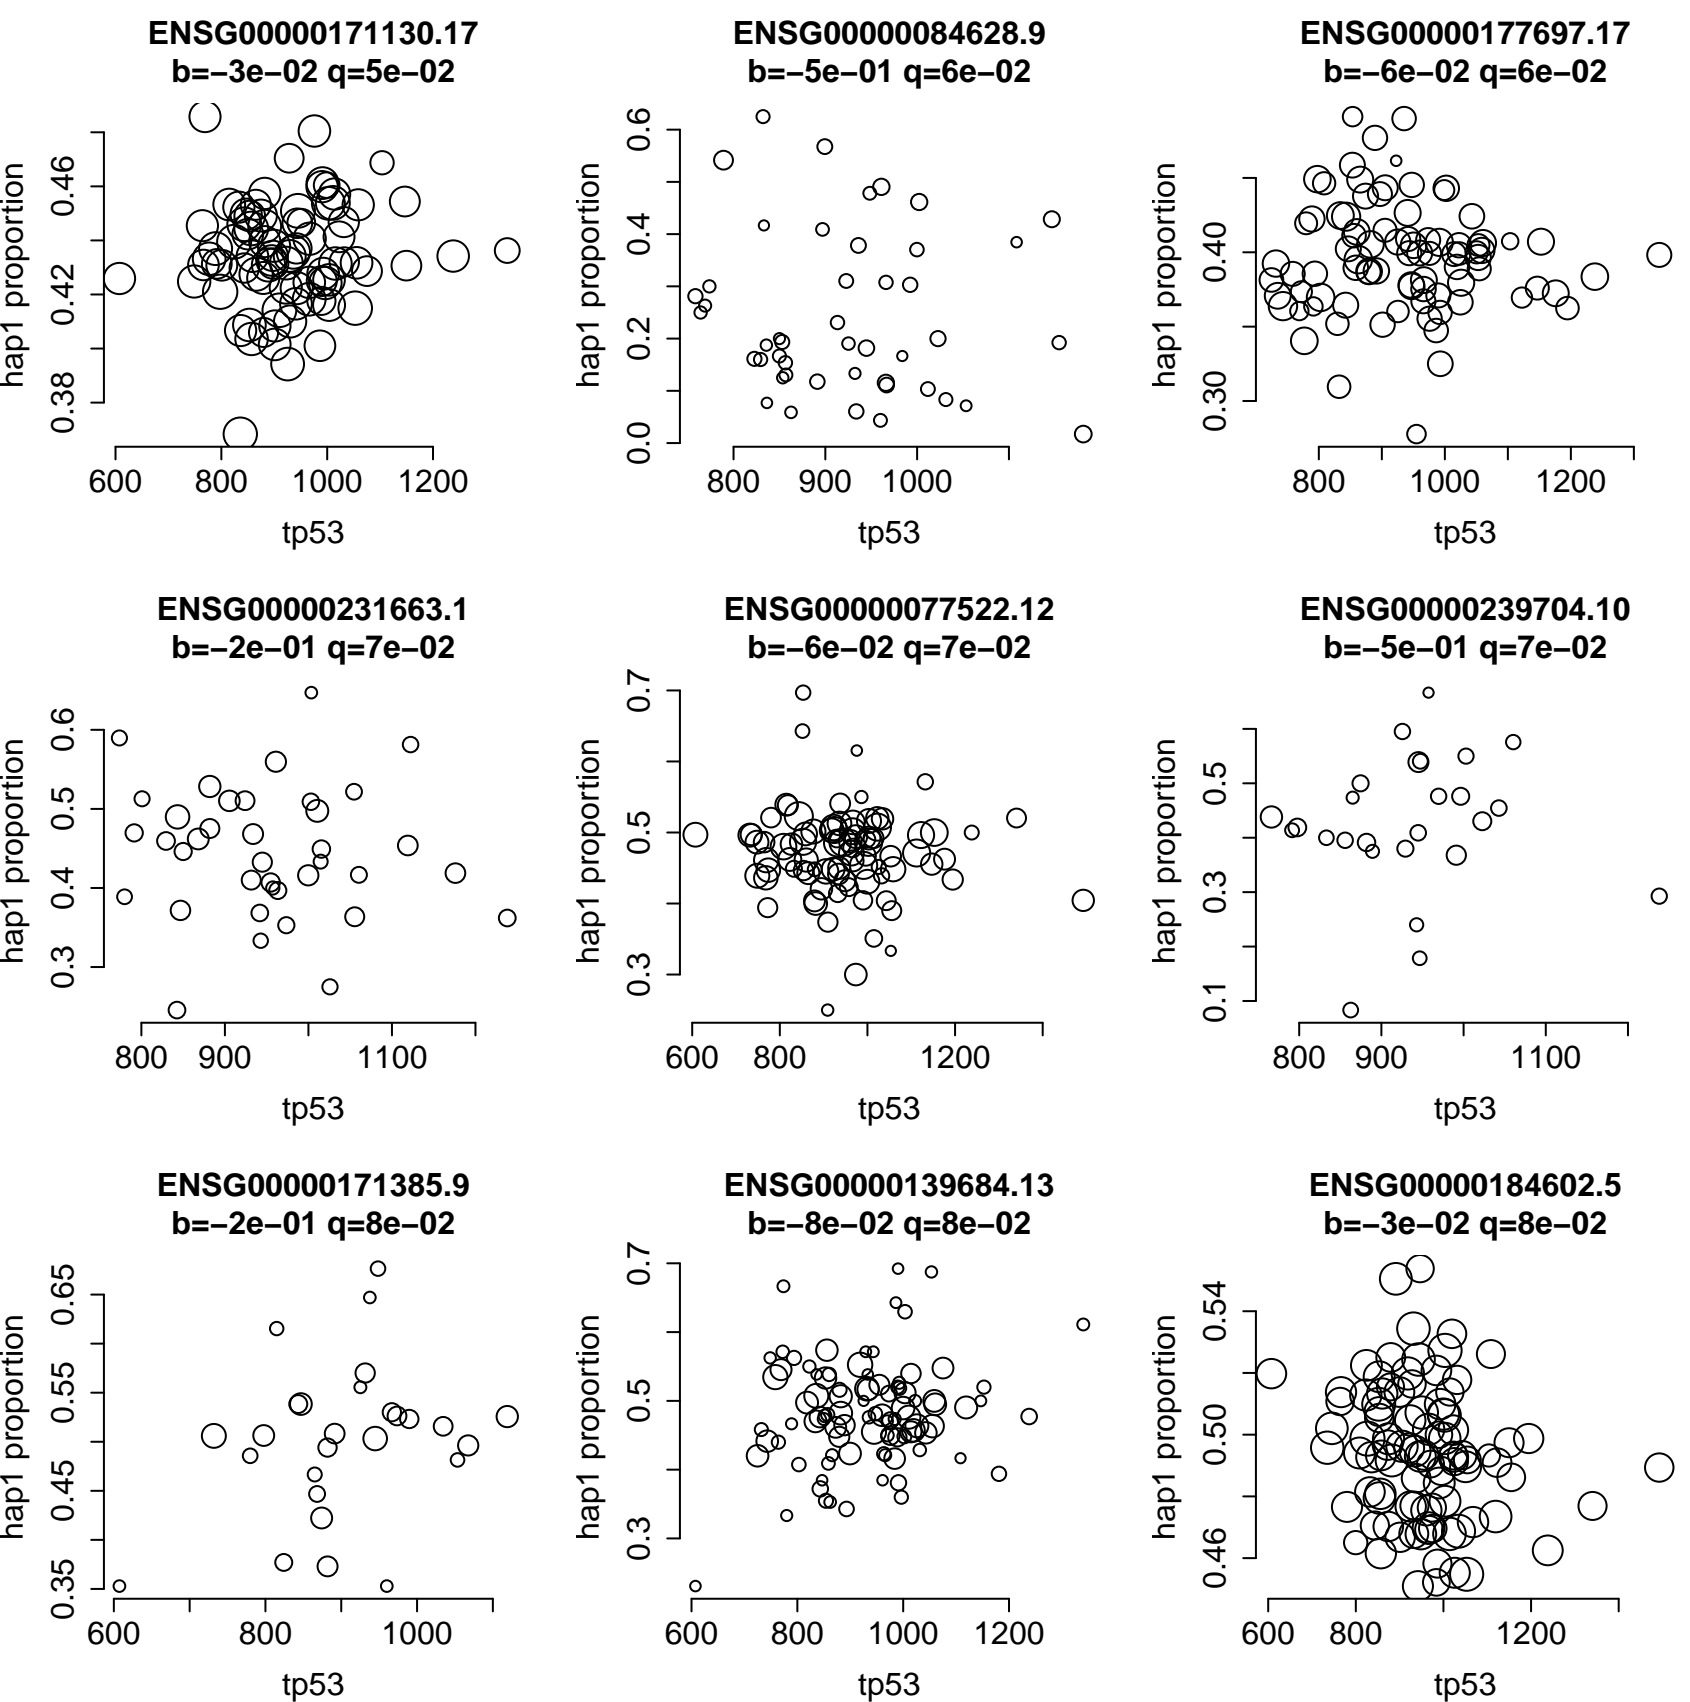 ENSG00000171130.17
b=−3e−02 q=5e−02
hap1 proportion
0.38 0.42 0.46
600 800 1000 1200
tp53
ENSG00000084628.9
b=−5e−01 q=6e−02
hap1 proportion
0.0 0.2 0.4 0.6
800 900 1000
tp53
ENSG00000177697.17
b=−6e−02 q=6e−02
hap1 proportion
0.30 0.40
800 1000 1200
tp53
ENSG00000231663.1
b=−2e−01 q=7e−02
hap1 proportion
0.3 0.4 0.5 0.6
800 900 1100
tp53
ENSG00000077522.12
b=−6e−02 q=7e−02
hap1 proportion
0.3 0.5 0.7
600 800 1200
tp53
ENSG00000239704.10
b=−5e−01 q=7e−02
hap1 proportion
0.1 0.3 0.5
800 900 1100
tp53
ENSG00000171385.9
b=−2e−01 q=8e−02
hap1 proportion
0.35 0.45 0.55 0.65
600 800 1000
tp53
ENSG00000139684.13
b=−8e−02 q=8e−02
hap1 proportion
0.3 0.5 0.7
600 800 1000 1200
tp53
ENSG00000184602.5
b=−3e−02 q=8e−02
hap1 proportion
0.46 0.50 0.54
600 800 1200
tp53